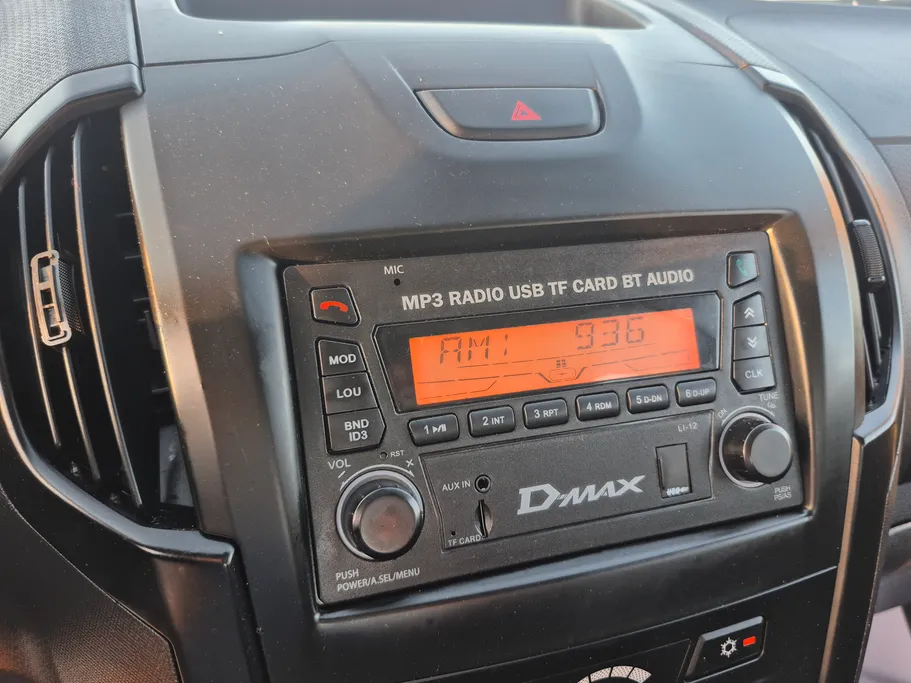 MIC
MP3 RADIO USB TF CARD BT AUDIO
AM1 936
MOD
LOU
BND
ID3
CLK
1 ▶/II
2 INT
3 RPT
4 RDM
5 D-DN
6 D-UP
RST
VOL
TUNE
LI-12
AUX IN
D-MAX
TF CARD
PUSH
POWER/A.SEL/MENU
PUSH
PS/AS